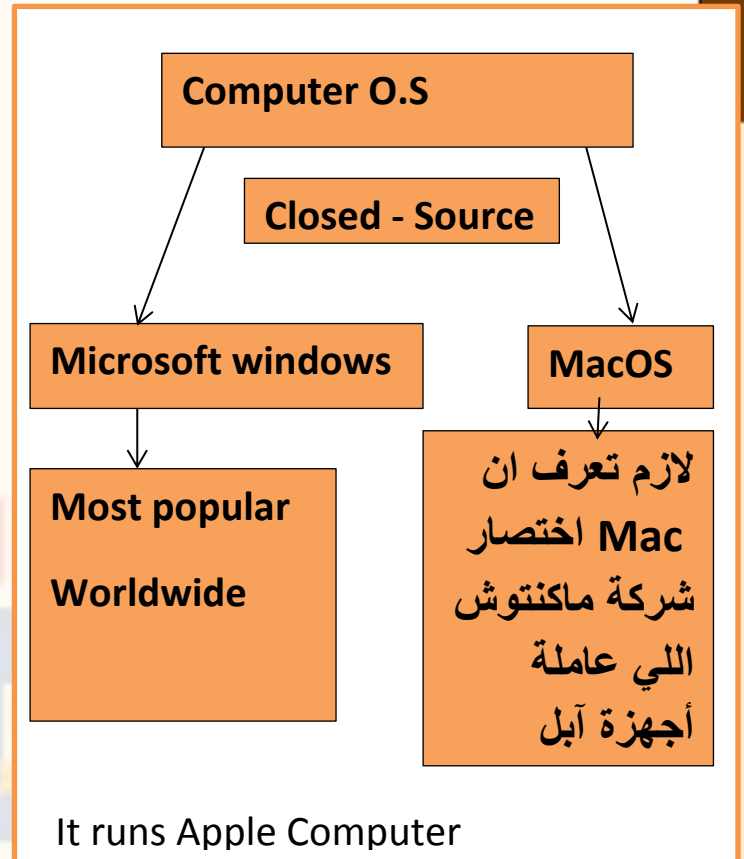 Computer O.S
Closed - Source
Microsoft windows
MacOS
Most popular
Worldwide
لازم تعرف ان
Mac اختصار
شركة ماكنتوش
اللي عاملة
أجهزة آبل
It runs Apple Computer